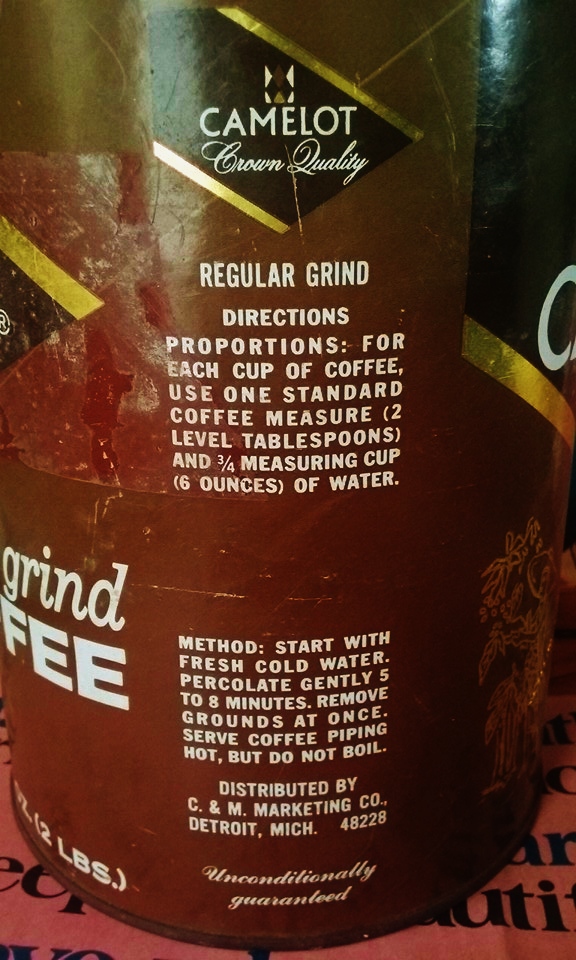 CAMELOT
Crown Quality
REGULAR GRIND
DIRECTIONS
PROPORTIONS: FOR
EACH CUP OF COFFEE,
USE ONE STANDARD
COFFEE MEASURE (2
LEVEL TABLESPOONS)
AND ¾ MEASURING CUP
(6 OUNCES) OF WATER.
®
grind
FEE
METHOD: START WITH
FRESH COLD WATER.
PERCOLATE GENTLY 5
TO 8 MINUTES. REMOVE
GROUNDS AT ONCE.
SERVE COFFEE PIPING
HOT, BUT DO NOT BOIL.
DISTRIBUTED BY
C. & M. MARKETING CO.,
DETROIT, MICH. 48228
(2 LBS.)
Unconditionally
guaranteed